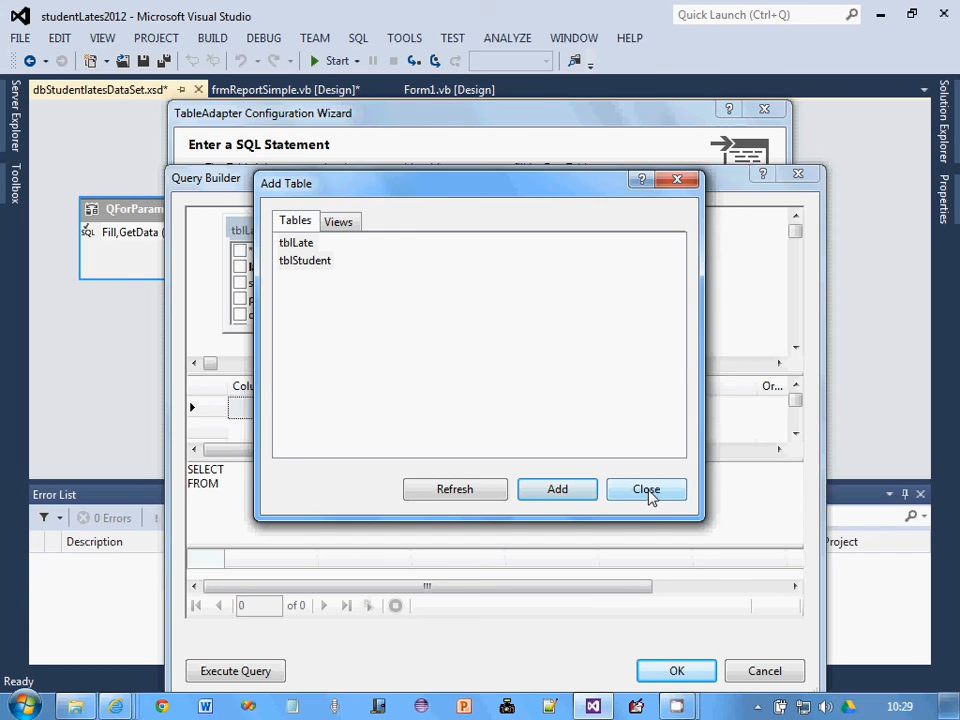 studentLates2012 - Microsoft Visual Studio
Quick Launch (Ctrl+Q)
FILE EDIT VIEW PROJECT BUILD DEBUG TEAM SQL TOOLS TEST ANALYZE WINDOW HELP
Start
dbStudentlatesDataSet.xsd* frmReportSimple.vb [Design]* Form1.vb [Design]
Server Explorer
Toolbox
Solution Explorer
Properties
TableAdapter Configuration Wizard
Enter a SQL Statement
Query Builder
Add Table
QForParam
Fill,GetData (
Tables Views
tblLate
tblStudent
Colu
Or...
Refresh Add Close
SELECT
FROM
Error List
0 Errors
Description
Project
0 of 0
Execute Query OK Cancel
Ready
10:29